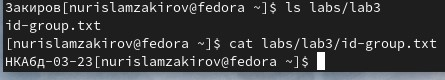 Закиров[nurislamzakirov@fedora ~]$ ls labs/lab3
id-group.txt
[nurislamzakirov@fedora ~]$ cat labs/lab3/id-group.txt
НКАбд-03-23[nurislamzakirov@fedora ~]$